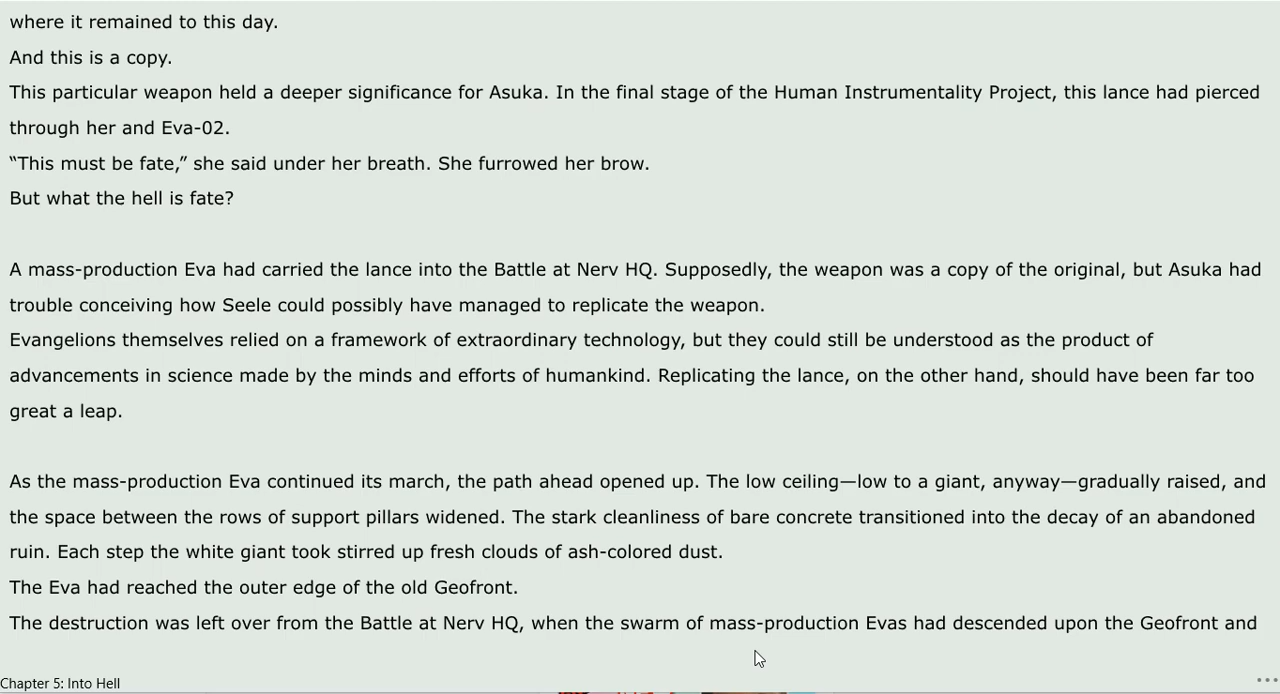 where it remained to this day.
And this is a copy.
This particular weapon held a deeper significance for Asuka. In the final stage of the Human Instrumentality Project, this lance had pierced
through her and Eva-02.
“This must be fate,” she said under her breath. She furrowed her brow.
But what the hell is fate?
A mass-production Eva had carried the lance into the Battle at Nerv HQ. Supposedly, the weapon was a copy of the original, but Asuka had
trouble conceiving how Seele could possibly have managed to replicate the weapon.
Evangelions themselves relied on a framework of extraordinary technology, but they could still be understood as the product of
advancements in science made by the minds and efforts of humankind. Replicating the lance, on the other hand, should have been far too
great a leap.
As the mass-production Eva continued its march, the path ahead opened up. The low ceiling—low to a giant, anyway—gradually raised, and
the space between the rows of support pillars widened. The stark cleanliness of bare concrete transitioned into the decay of an abandoned
ruin. Each step the white giant took stirred up fresh clouds of ash-colored dust.
The Eva had reached the outer edge of the old Geofront.
The destruction was left over from the Battle at Nerv HQ, when the swarm of mass-production Evas had descended upon the Geofront and
Chapter 5: Into Hell